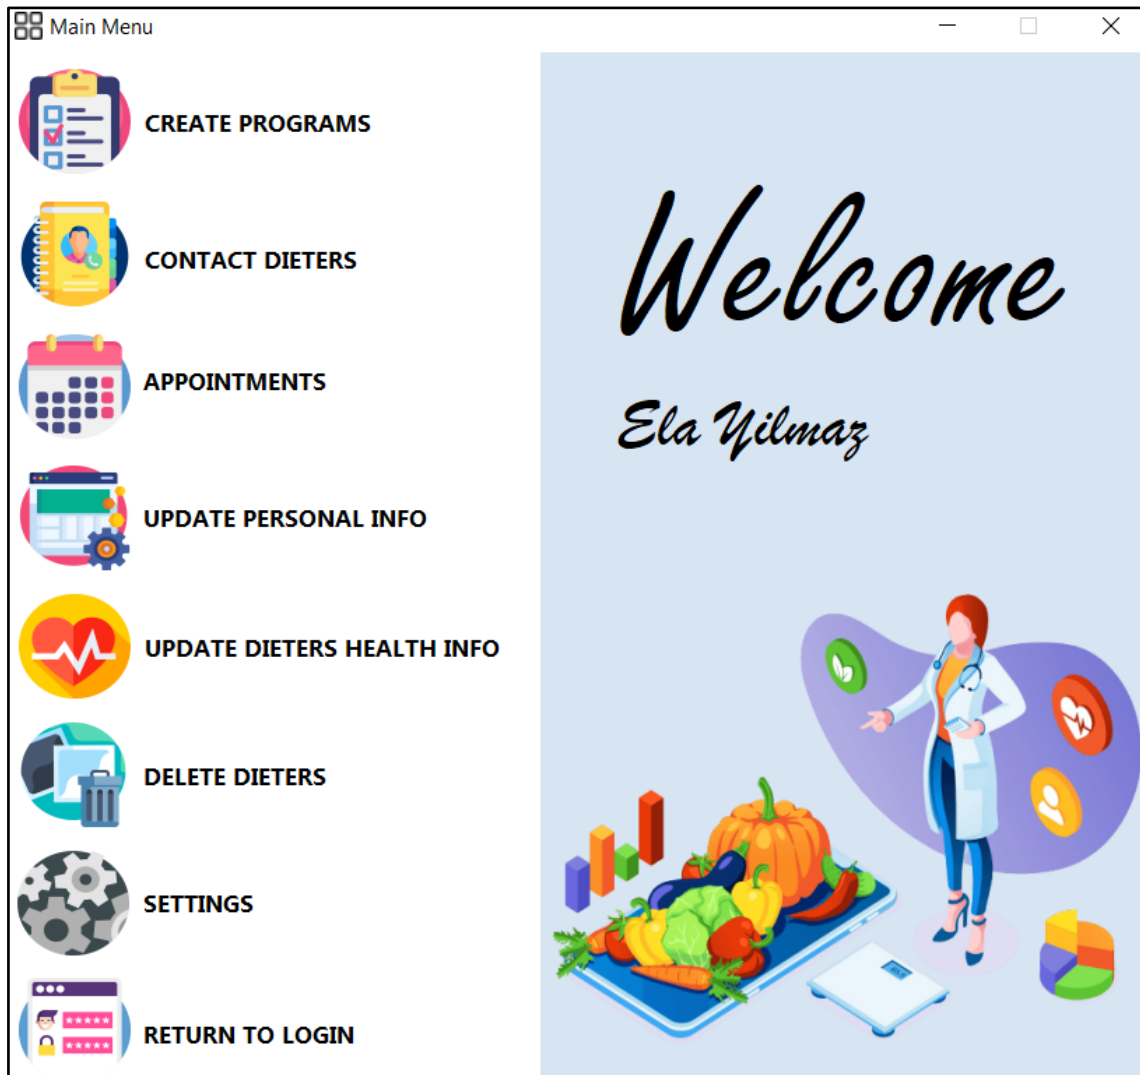 Main Menu
CREATE PROGRAMS
CONTACT DIETERS
APPOINTMENTS
UPDATE PERSONAL INFO
UPDATE DIETERS HEALTH INFO
DELETE DIETERS
SETTINGS
RETURN TO LOGIN
Welcome
Ela Yilmaz